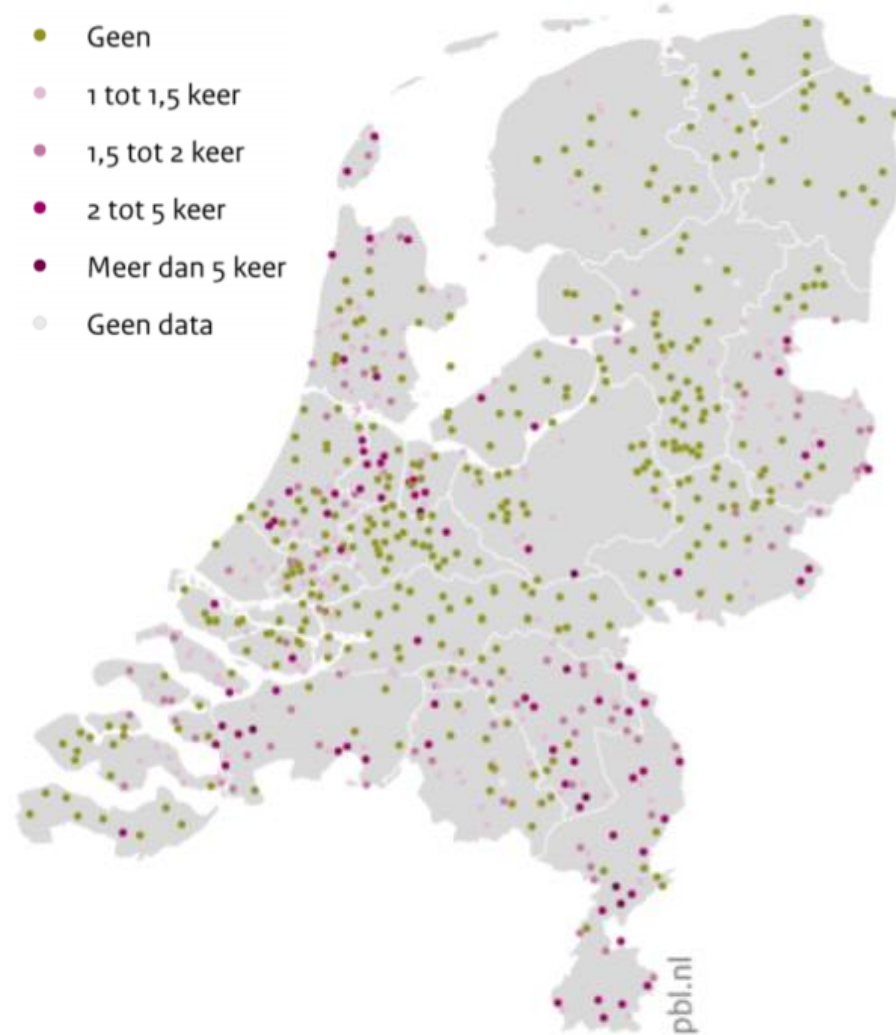 Geen
1 tot 1,5 keer
1,5 tot 2 keer
2 tot 5 keer
Meer dan 5 keer
Geen data
pbl.nl